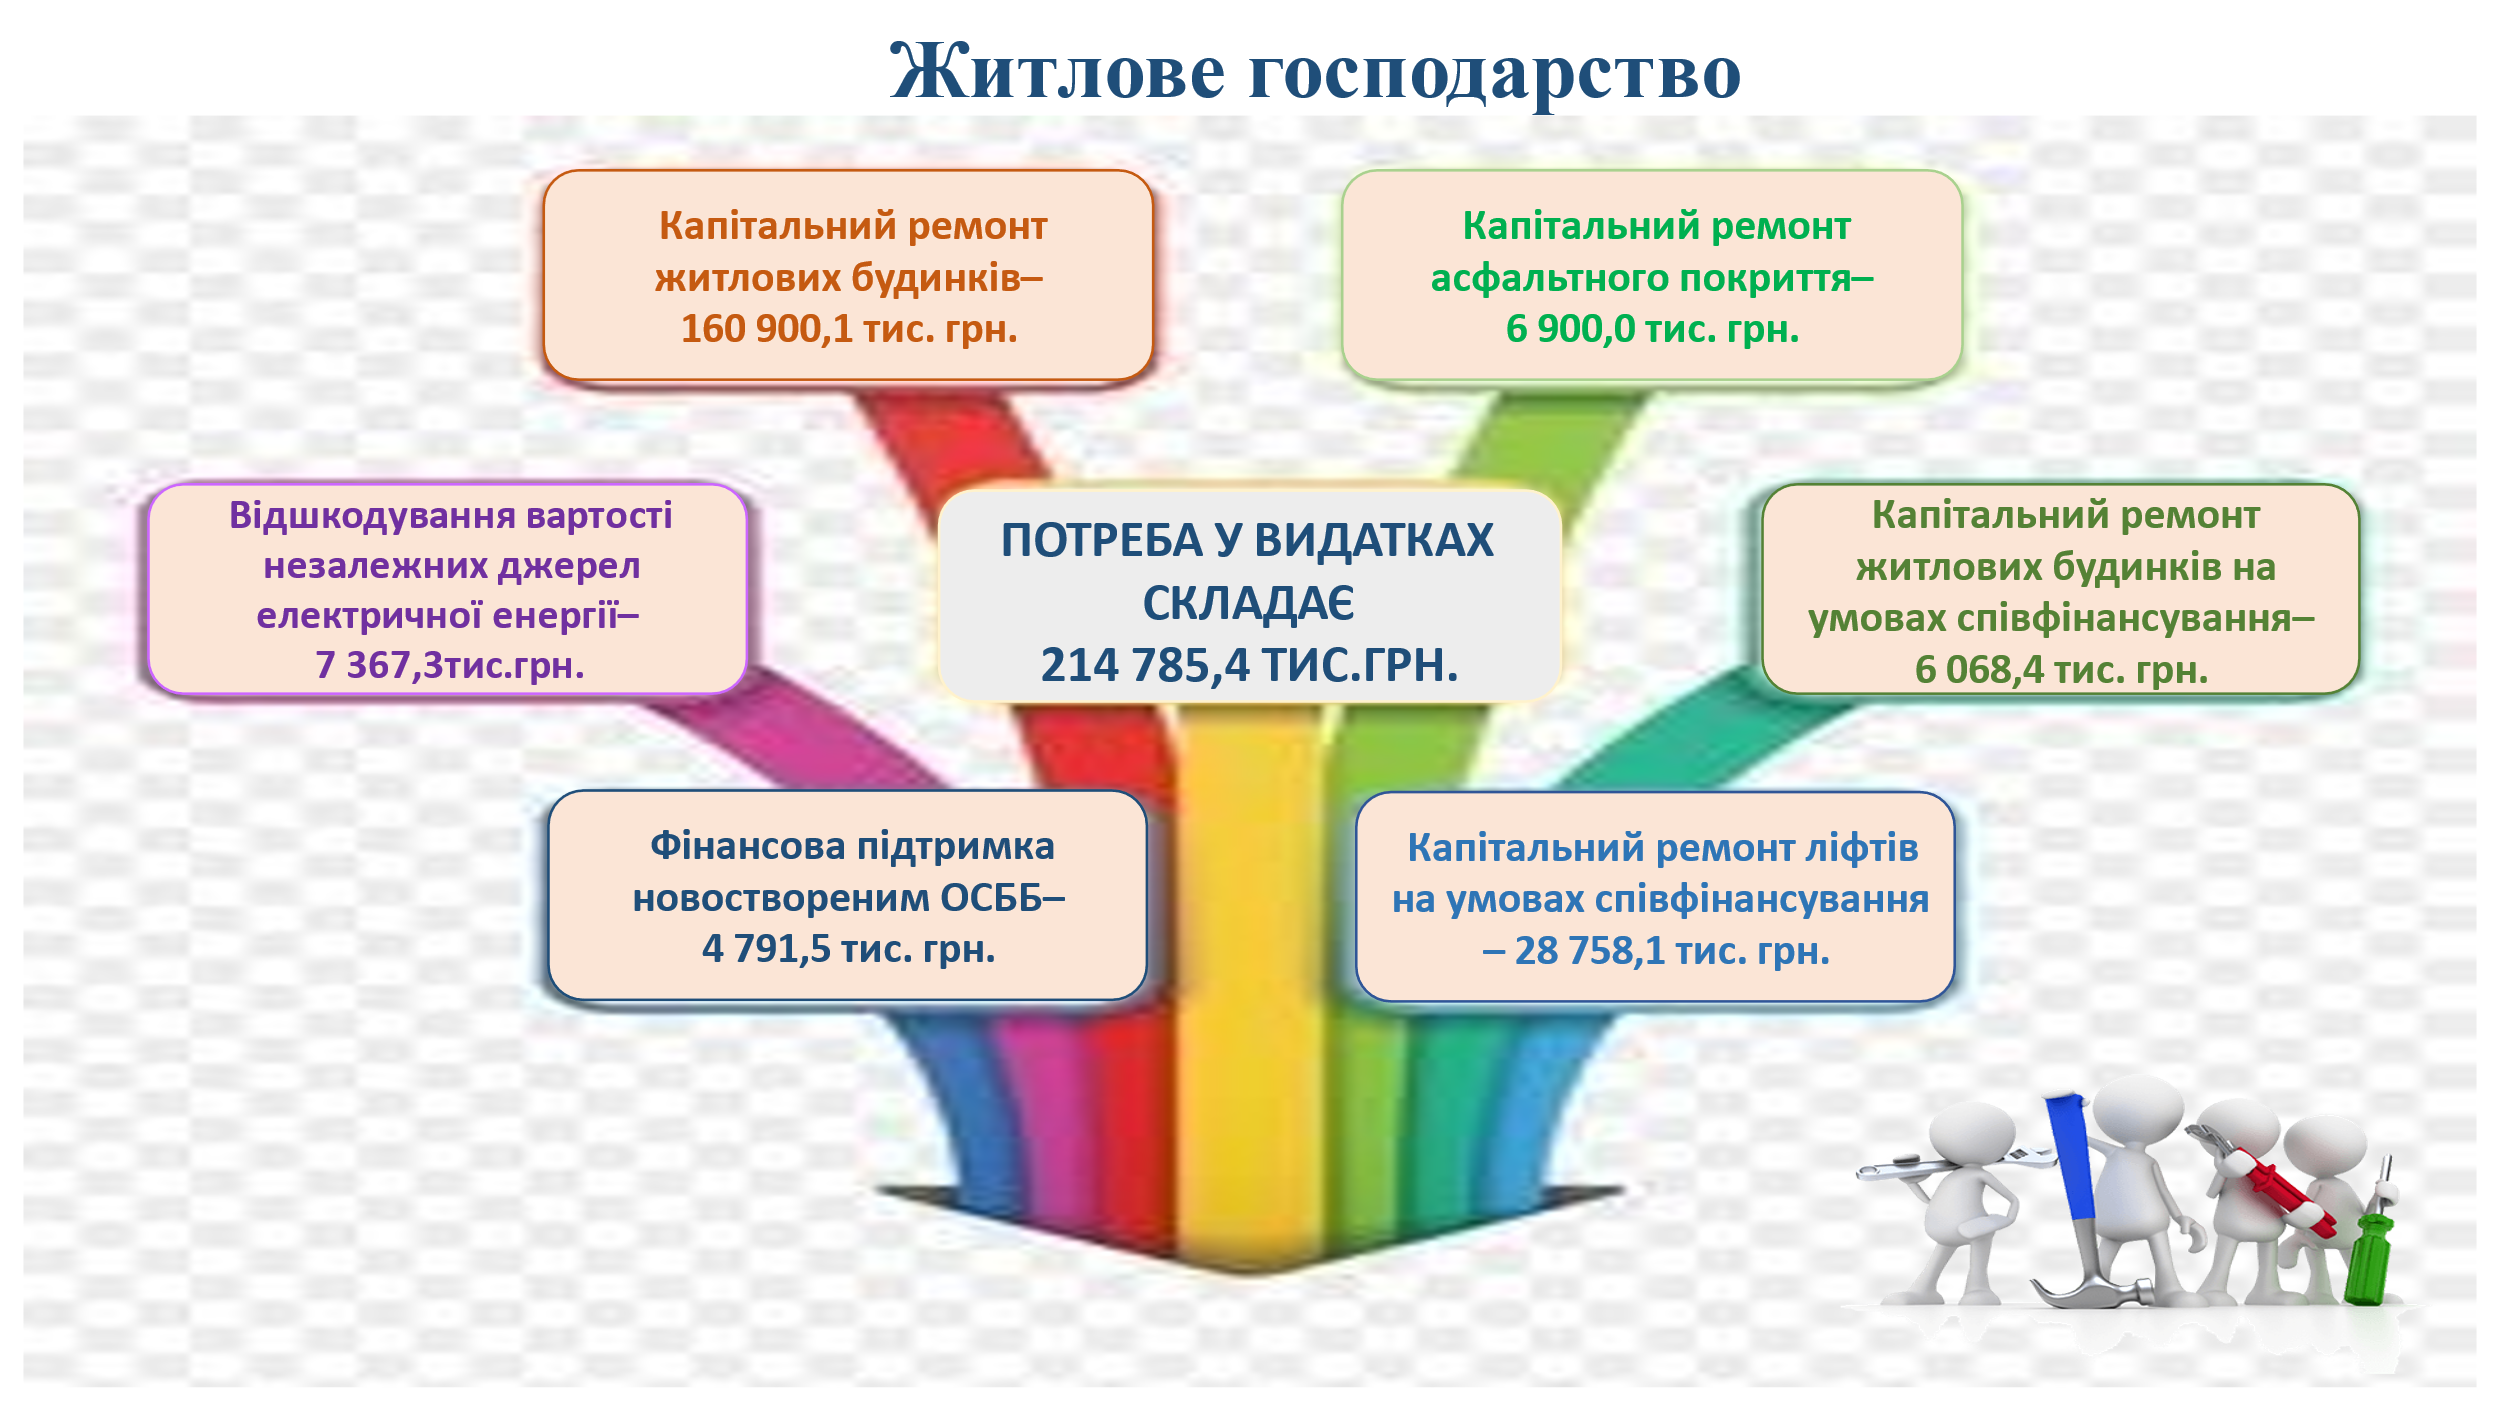 Житлове господарство
Капітальний ремонт
житлових будинків–
160 900,1 тис. грн.
Капітальний ремонт
асфальтного покриття–
6 900,0 тис. грн.
Відшкодування вартості
незалежних джерел
електричної енергії–
7 367,3тис.грн.
ПОТРЕБА У ВИДАТКАХ
СКЛАДАЄ
214 785,4 ТИС.ГРН.
Капітальний ремонт
житлових будинків на
умовах співфінансування–
6 068,4 тис. грн.
Фінансова підтримка
новоствореним ОСББ–
4 791,5 тис. грн.
Капітальний ремонт ліфтів
на умовах співфінансування
– 28 758,1 тис. грн.